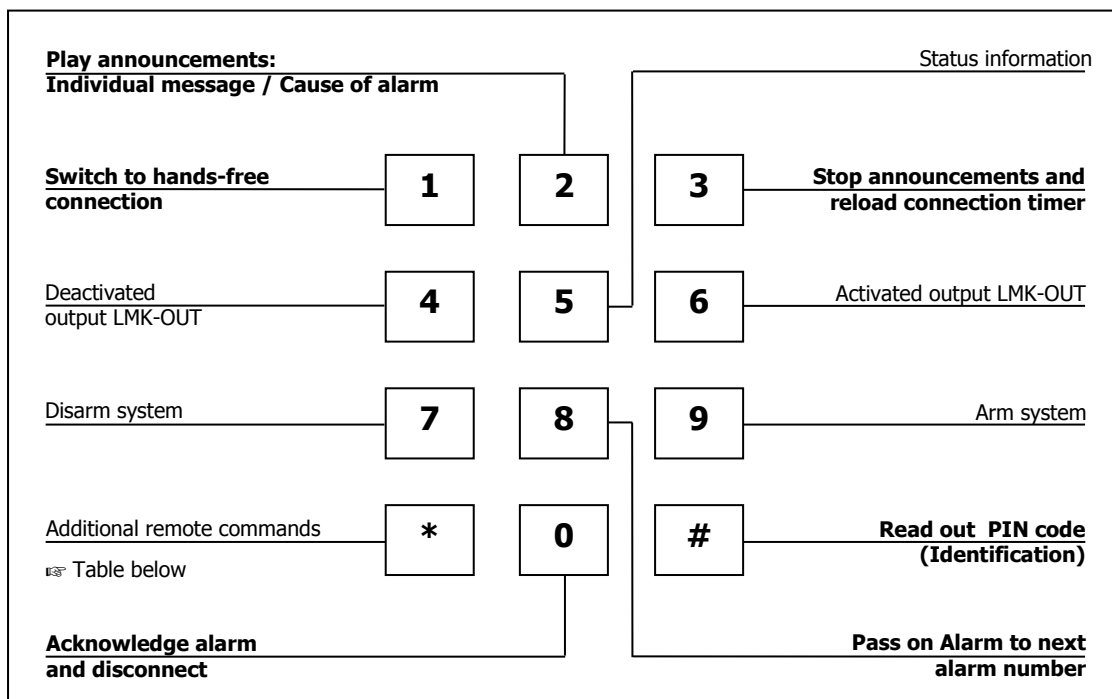 Play announcements:
Individual message / Cause of alarm
Status information
Switch to hands-free
connection
1
2
3
Stop announcements and
reload connection timer
Deactivated
output LMK-OUT
4
5
6
Activated output LMK-OUT
Disarm system
7
8
9
Arm system
Additional remote commands
☞ Table below
*
0
#
Read out PIN code
(Identification)
Acknowledge alarm
and disconnect
Pass on Alarm to next
alarm number